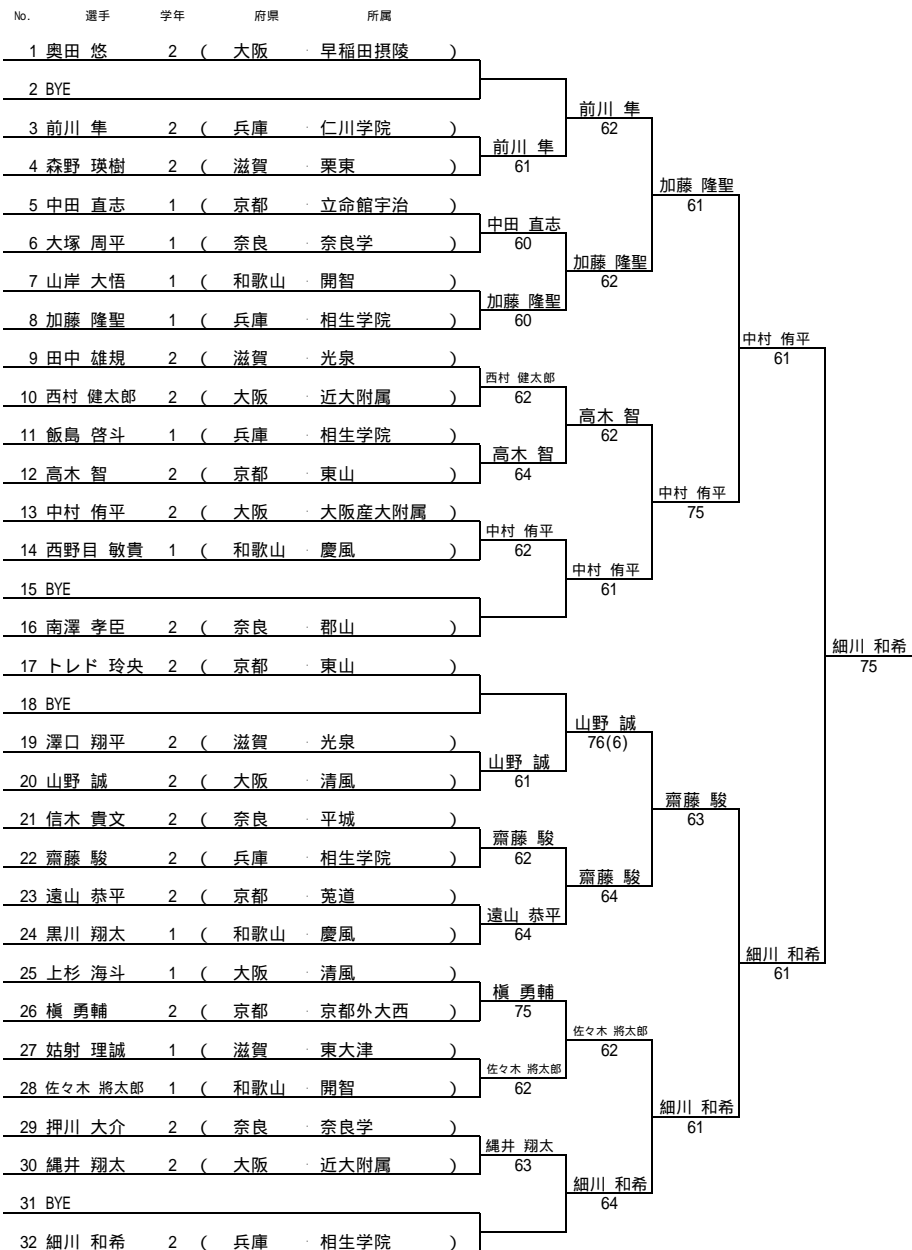 No. 選手 学年 府県 所属
1 奥田 悠 2 ( 大阪 · 早稲田摂陵 )
2 BYE
前川 隼
3 前川 隼 2 ( 兵庫 · 仁川学院 )
62
前川 隼
4 森野 瑛樹 2 ( 滋賀 · 栗東 )
61
加藤 隆聖
5 中田 直志 1 ( 京都 · 立命館宇治 )
61
中田 直志
6 大塚 周平 1 ( 奈良 · 奈良学 )
60
加藤 隆聖
7 山岸 大悟 1 ( 和歌山 · 開智 )
62
加藤 隆聖
8 加藤 隆聖 1 ( 兵庫 · 相生学院 )
60
中村 侑平
9 田中 雄規 2 ( 滋賀 · 光泉 )
61
西村 健太郎
10 西村 健太郎 2 ( 大阪 · 近大附属 )
62
高木 智
11 飯島 啓斗 1 ( 兵庫 · 相生学院 )
62
高木 智
12 高木 智 2 ( 京都 · 東山 )
64
中村 侑平
13 中村 侑平 2 ( 大阪 · 大阪産大附属 )
75
中村 侑平
14 西野目 敏貴 1 ( 和歌山 · 慶風 )
62
中村 侑平
15 BYE
61
16 南澤 孝臣 2 ( 奈良 · 郡山 )
細川 和希
17 トレド 玲央 2 ( 京都 · 東山 )
75
18 BYE
山野 誠
19 澤口 翔平 2 ( 滋賀 · 光泉 )
76(6)
山野 誠
20 山野 誠 2 ( 大阪 · 清風 )
61
齋藤 駿
21 信木 貴文 2 ( 奈良 · 平城 )
63
齋藤 駿
22 齋藤 駿 2 ( 兵庫 · 相生学院 )
62
齋藤 駿
23 遠山 恭平 2 ( 京都 · 莵道 )
64
遠山 恭平
24 黒川 翔太 1 ( 和歌山 · 慶風 )
64
細川 和希
25 上杉 海斗 1 ( 大阪 · 清風 )
61
槇 勇輔
26 槇 勇輔 2 ( 京都 · 京都外大西 )
75
佐々木 將太郎
27 姑射 理誠 1 ( 滋賀 · 東大津 )
62
佐々木 將太郎
28 佐々木 將太郎 1 ( 和歌山 · 開智 )
62
細川 和希
29 押川 大介 2 ( 奈良 · 奈良学 )
61
縄井 翔太
30 縄井 翔太 2 ( 大阪 · 近大附属 )
63
細川 和希
31 BYE
64
32 細川 和希 2 ( 兵庫 · 相生学院 )